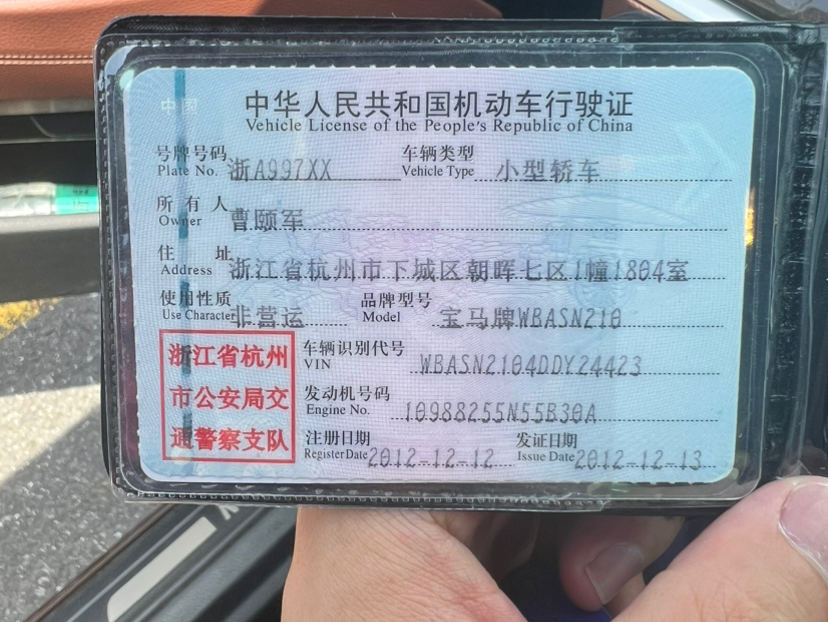 中国
中华人民共和国机动车行驶证
Vehicle License of the People's Republic of China
号牌号码 浙A997XX 车辆类型 小型轿车
Plate No. Vehicle Type
所有人 曹颐军
Owner
住址 浙江省杭州市下城区朝晖七区1幢1804室
Address
使用性质 非营运 品牌型号 宝马牌WBASN210
Use Character Model
浙江省杭州
市公安局交
通警察支队
车辆识别代号 WBASN2104DDY24423
VIN
发动机号码 10988255N55B30A
Engine No.
注册日期 2012-12-12 发证日期 2012-12-13
Register Date Issue Date